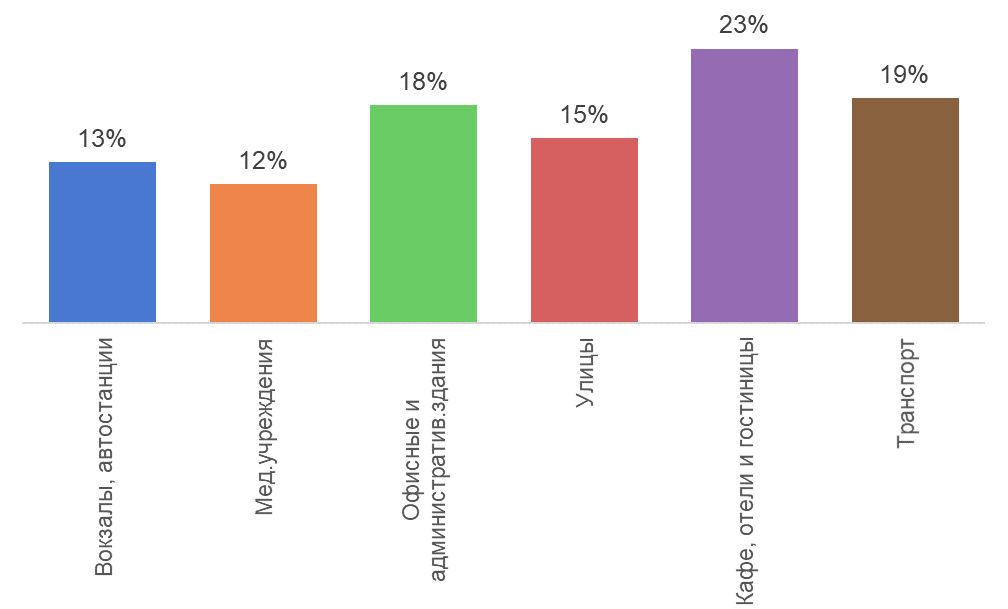 13%
12%
18%
15%
23%
19%
Вокзалы, автостанции
Мед.учреждения
Офисные и
административ.здания
Улицы
Кафе, отели и гостиницы
Транспорт